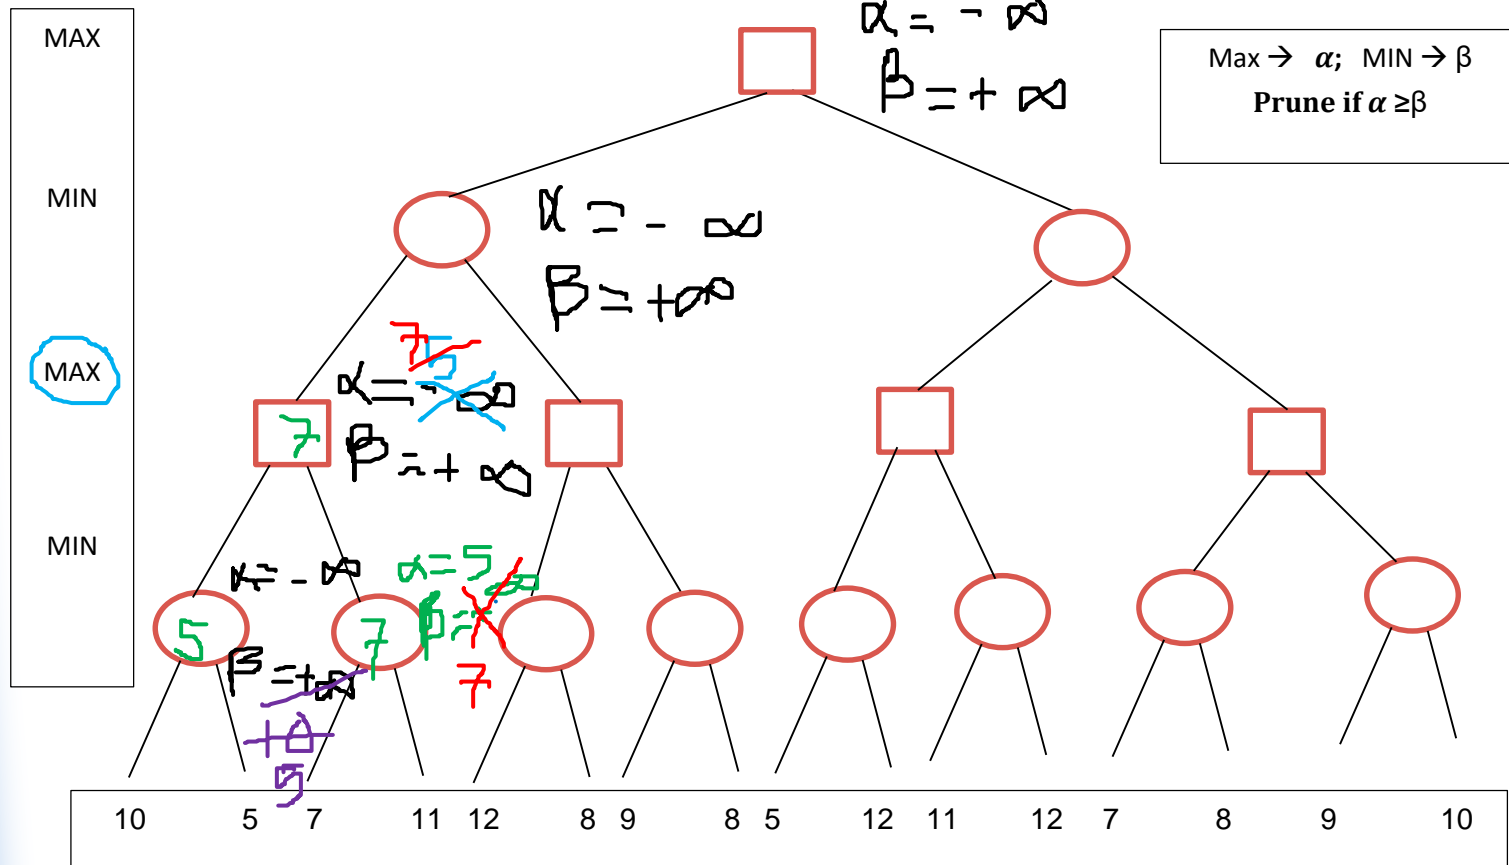 MAX
α = - ∞
β = + ∞
Max → α; MIN → β
Prune if α ≥β
MIN
α = - ∞
β = +∞
MAX
7 5
α = - ∞
7
β = + ∞
MIN
α = - ∞
α = 5
5
7
β = + ∞
β = +∞
7
+10
5
10 5 7 11 12 8 9 8 5 12 11 12 7 8 9 10